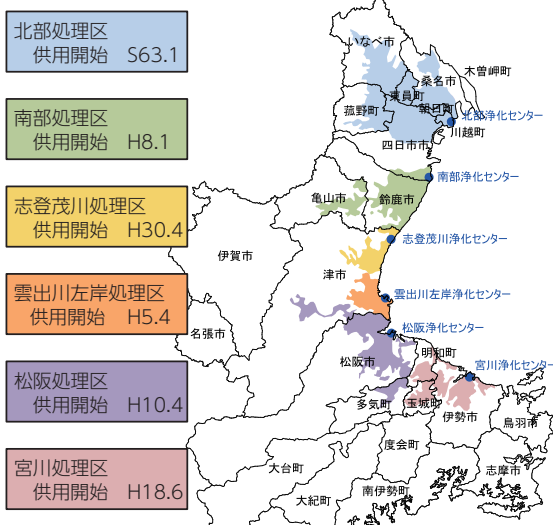 北部処理区
供用開始 S63.1
南部処理区
供用開始 H8.1
志登茂川処理区
供用開始 H30.4
雲出川左岸処理区
供用開始 H5.4
松阪処理区
供用開始 H10.4
宮川処理区
供用開始 H18.6
いなべ市
桑名市
木曽岬町
東員町
菰野町
朝日町
北部浄化センター
川越町
四日市市
南部浄化センター
亀山市
鈴鹿市
志登茂川浄化センター
伊賀市
津市
雲出川左岸浄化センター
名張市
松阪浄化センター
松阪市
明和町
宮川浄化センター
多気町
玉城町
伊勢市
鳥羽市
度会町
大台町
志摩市
大紀町
南伊勢町